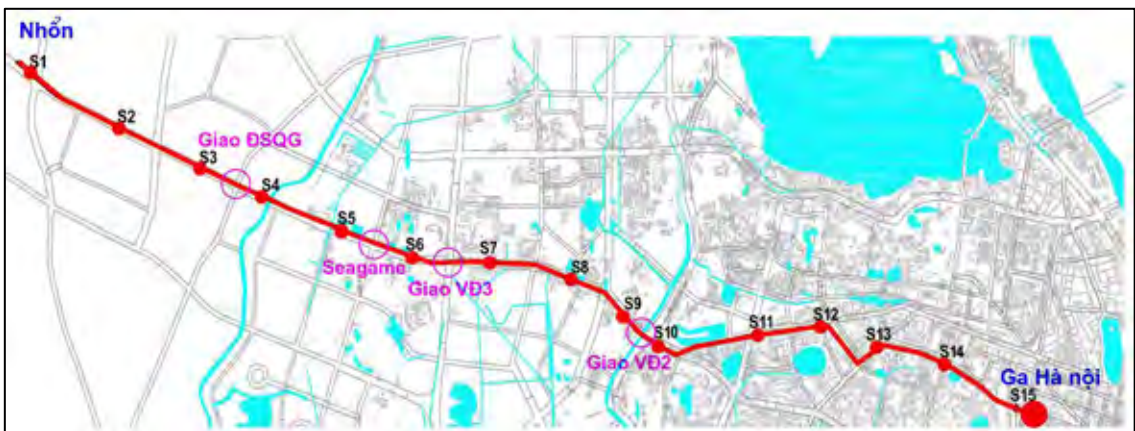 Nhổn
S1
S2
Giao ĐSQG
S3
S4
S5
Seagame
S6
Giao VĐ3
S7
S8
S9
S10
Giao VĐ2
S11
S12
S13
S14
Ga Hà nội
S15